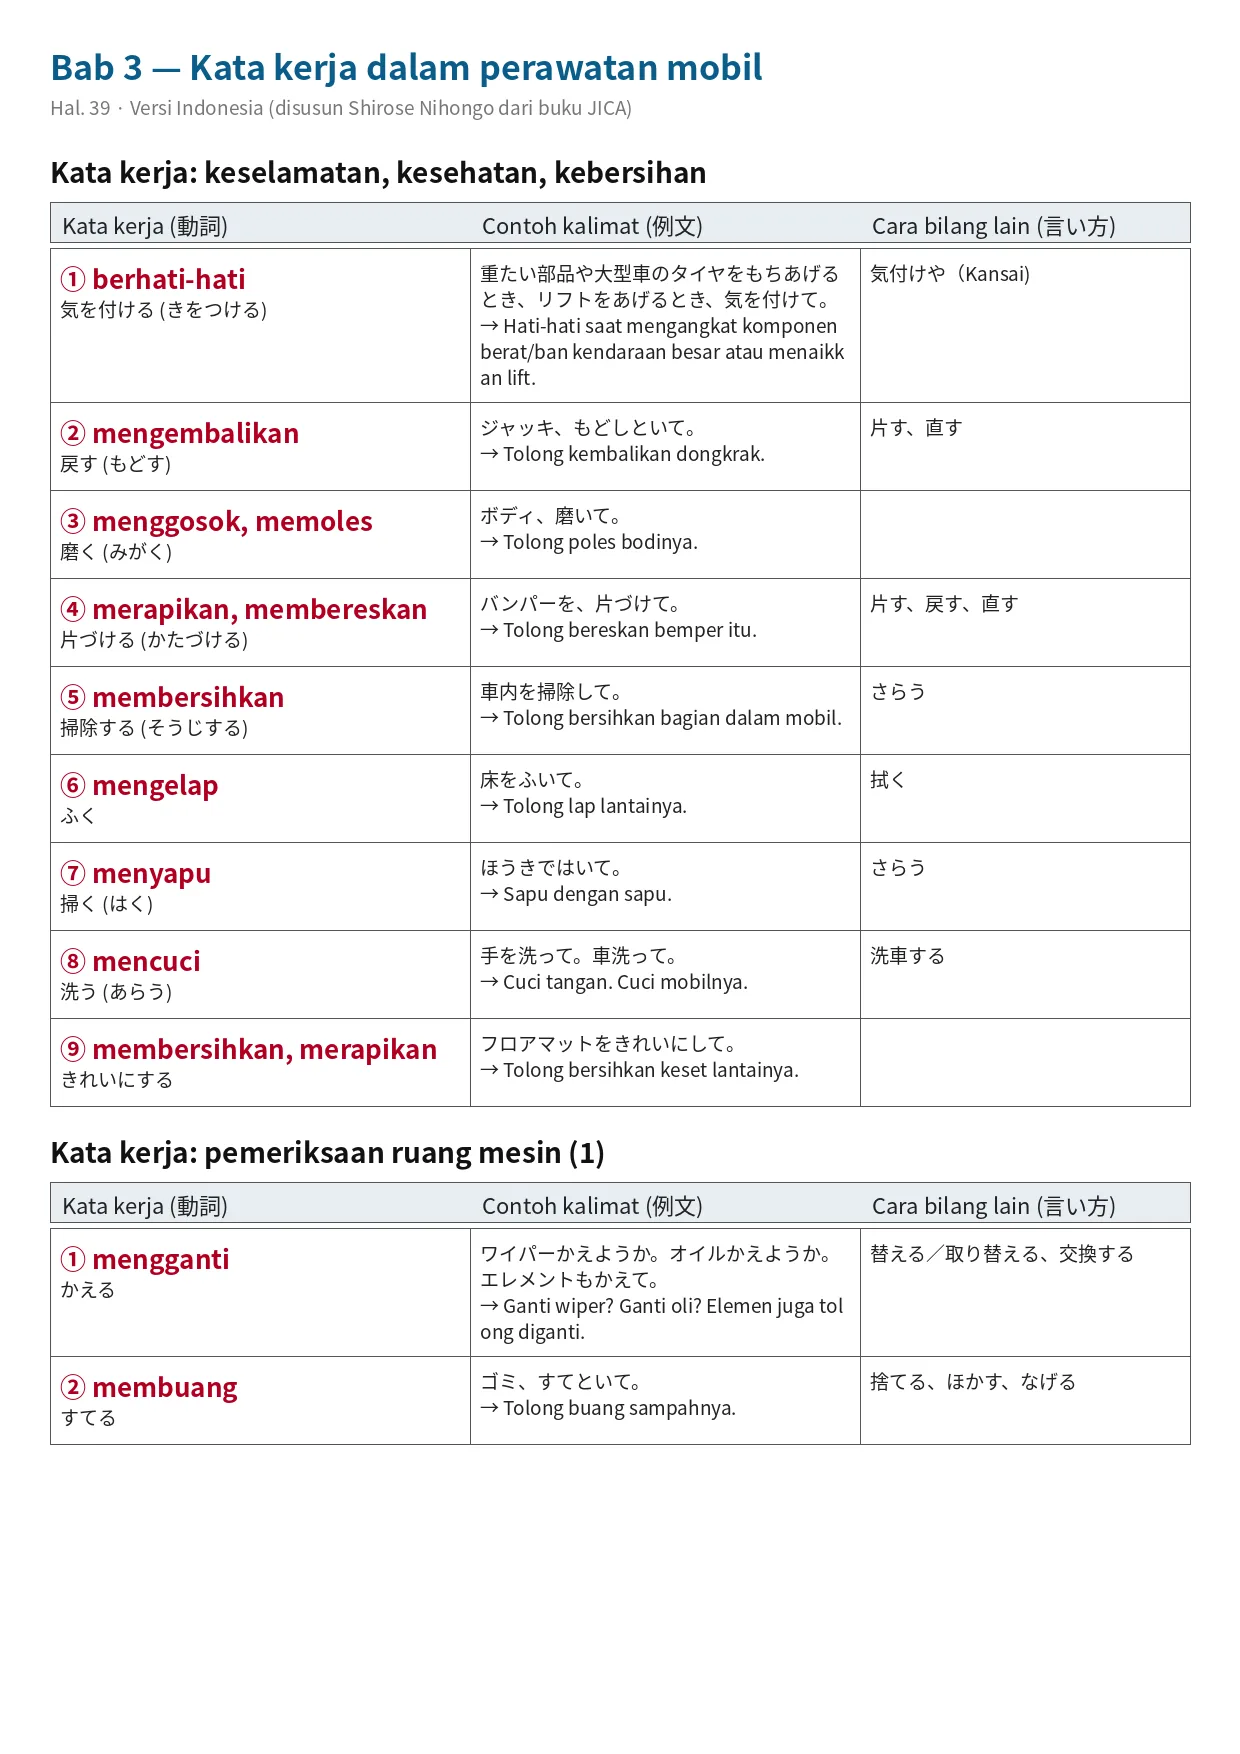 Bab 3 — Kata kerja dalam perawatan mobil
Hal. 39 · Versi Indonesia (disusun Shirose Nihongo dari buku JICA)
Kata kerja: keselamatan, kesehatan, kebersihan
Kata kerja (動詞)
Contoh kalimat (例文)
Cara bilang lain (言い方)
① berhati-hati
気を付ける (きをつける)
重たい部品や大型車のタイヤをもちあげる
とき、リフトをあげるとき、気を付けて。
→ Hati-hati saat mengangkat komponen
berat/ban kendaraan besar atau menaikk
an lift.
気付けや（Kansai)
② mengembalikan
戻す (もどす)
ジャッキ、もどしといて。
→ Tolong kembalikan dongkrak.
片す、直す
③ menggosok, memoles
磨く (みがく)
ボディ、磨いて。
→ Tolong poles bodinya.
④ merapikan, membereskan
片づける (かたづける)
バンパーを、片づけて。
→ Tolong bereskan bemper itu.
片す、戻す、直す
⑤ membersihkan
掃除する (そうじする)
車内を掃除して。
→ Tolong bersihkan bagian dalam mobil.
さらう
⑥ mengelap
ふく
床をふいて。
→ Tolong lap lantainya.
拭く
⑦ menyapu
掃く (はく)
ほうきではいて。
→ Sapu dengan sapu.
さらう
⑧ mencuci
洗う (あらう)
手を洗って。車洗って。
→ Cuci tangan. Cuci mobilnya.
洗車する
⑨ membersihkan, merapikan
きれいにする
フロアマットをきれいにして。
→ Tolong bersihkan keset lantainya.
Kata kerja: pemeriksaan ruang mesin (1)
Kata kerja (動詞)
Contoh kalimat (例文)
Cara bilang lain (言い方)
① mengganti
かえる
ワイパーかえようか。オイルかえようか。
エレメントもかえて。
→ Ganti wiper? Ganti oli? Elemen juga tol
ong diganti.
替える／取り替える、交換する
② membuang
すてる
ゴミ、すてといて。
→ Tolong buang sampahnya.
捨てる、ほかす、なげる